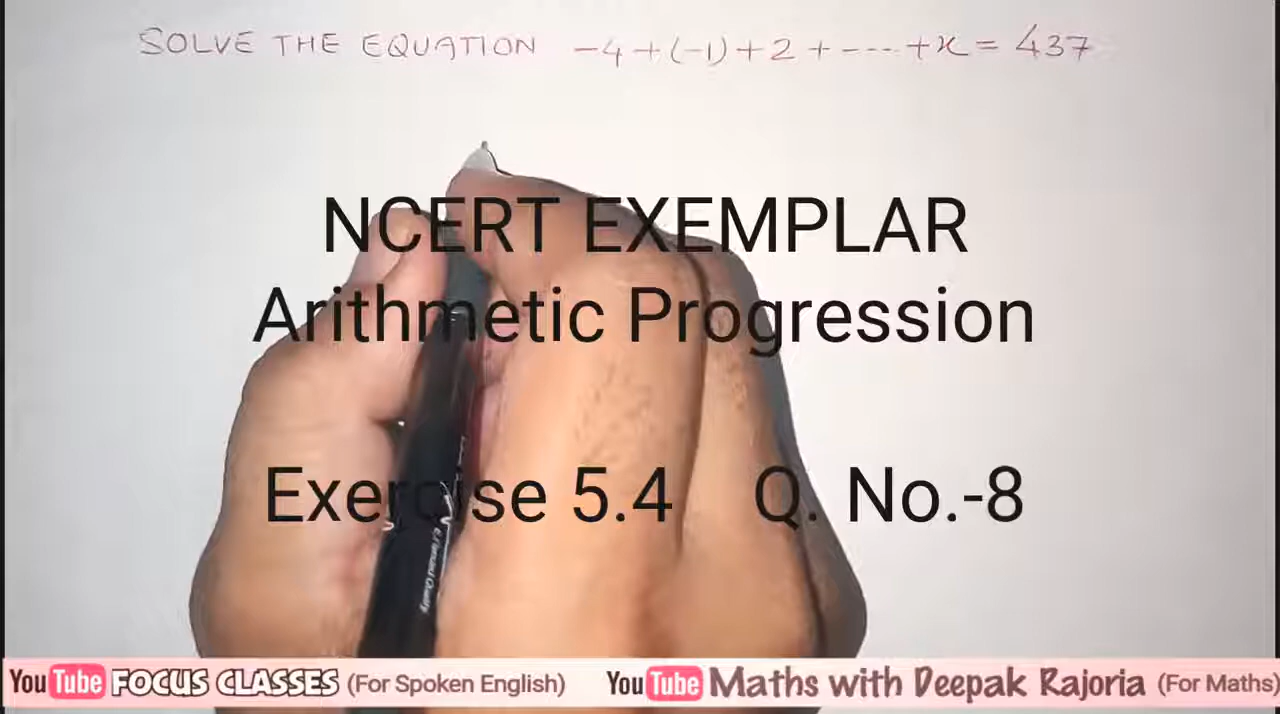 SOLVE THE EQUATION -4+(-1)+2+----+x=437
NCERT EXEMPLAR
Arithmetic Progression
Exercise 5.4 Q. No.-8
YouTube FOCUS CLASSES (For Spoken English) YouTube Maths with Deepak Rajoria (For Maths)